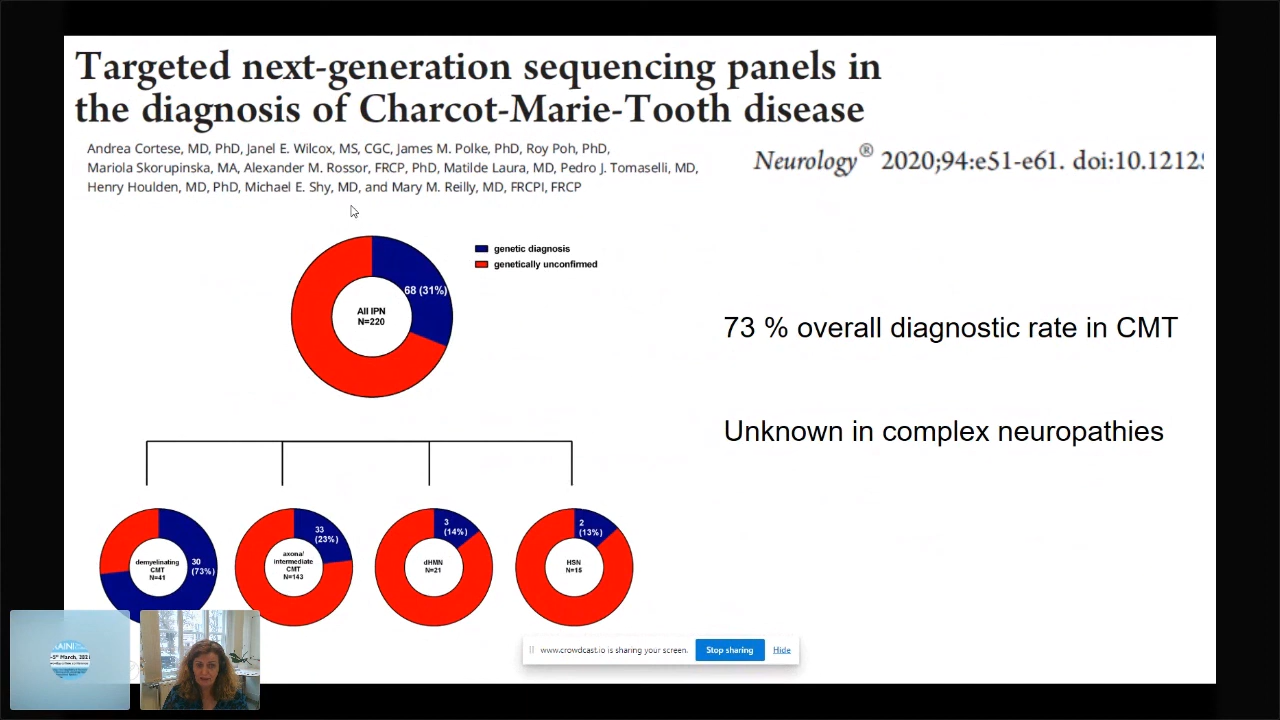 Targeted next-generation sequencing panels in
the diagnosis of Charcot-Marie-Tooth disease
Andrea Cortese, MD, PhD, Janel E. Wilcox, MS, CGC, James M. Polke, PhD, Roy Poh, PhD,
Mariola Skorupinska, MA, Alexander M. Rossor, FRCP, PhD, Matilde Laura, MD, Pedro J. Tomaselli, MD,
Henry Houlden, MD, PhD, Michael E. Shy, MD, and Mary M. Reilly, MD, FRCPI, FRCP
Neurology® 2020;94:e51-e61. doi:10.1212
genetic diagnosis
genetically unconfirmed
68 (31%)
All IPN
N=220
73 % overall diagnostic rate in CMT
Unknown in complex neuropathies
demyelinating
CMT
N=41
30
(73%)
axonal/
intermediate
CMT
N=143
33
(23%)
dHMN
N=21
3
(14%)
HSN
N=15
2
(13%)
www.crowdcast.io is sharing your screen.
Stop sharing
Hide